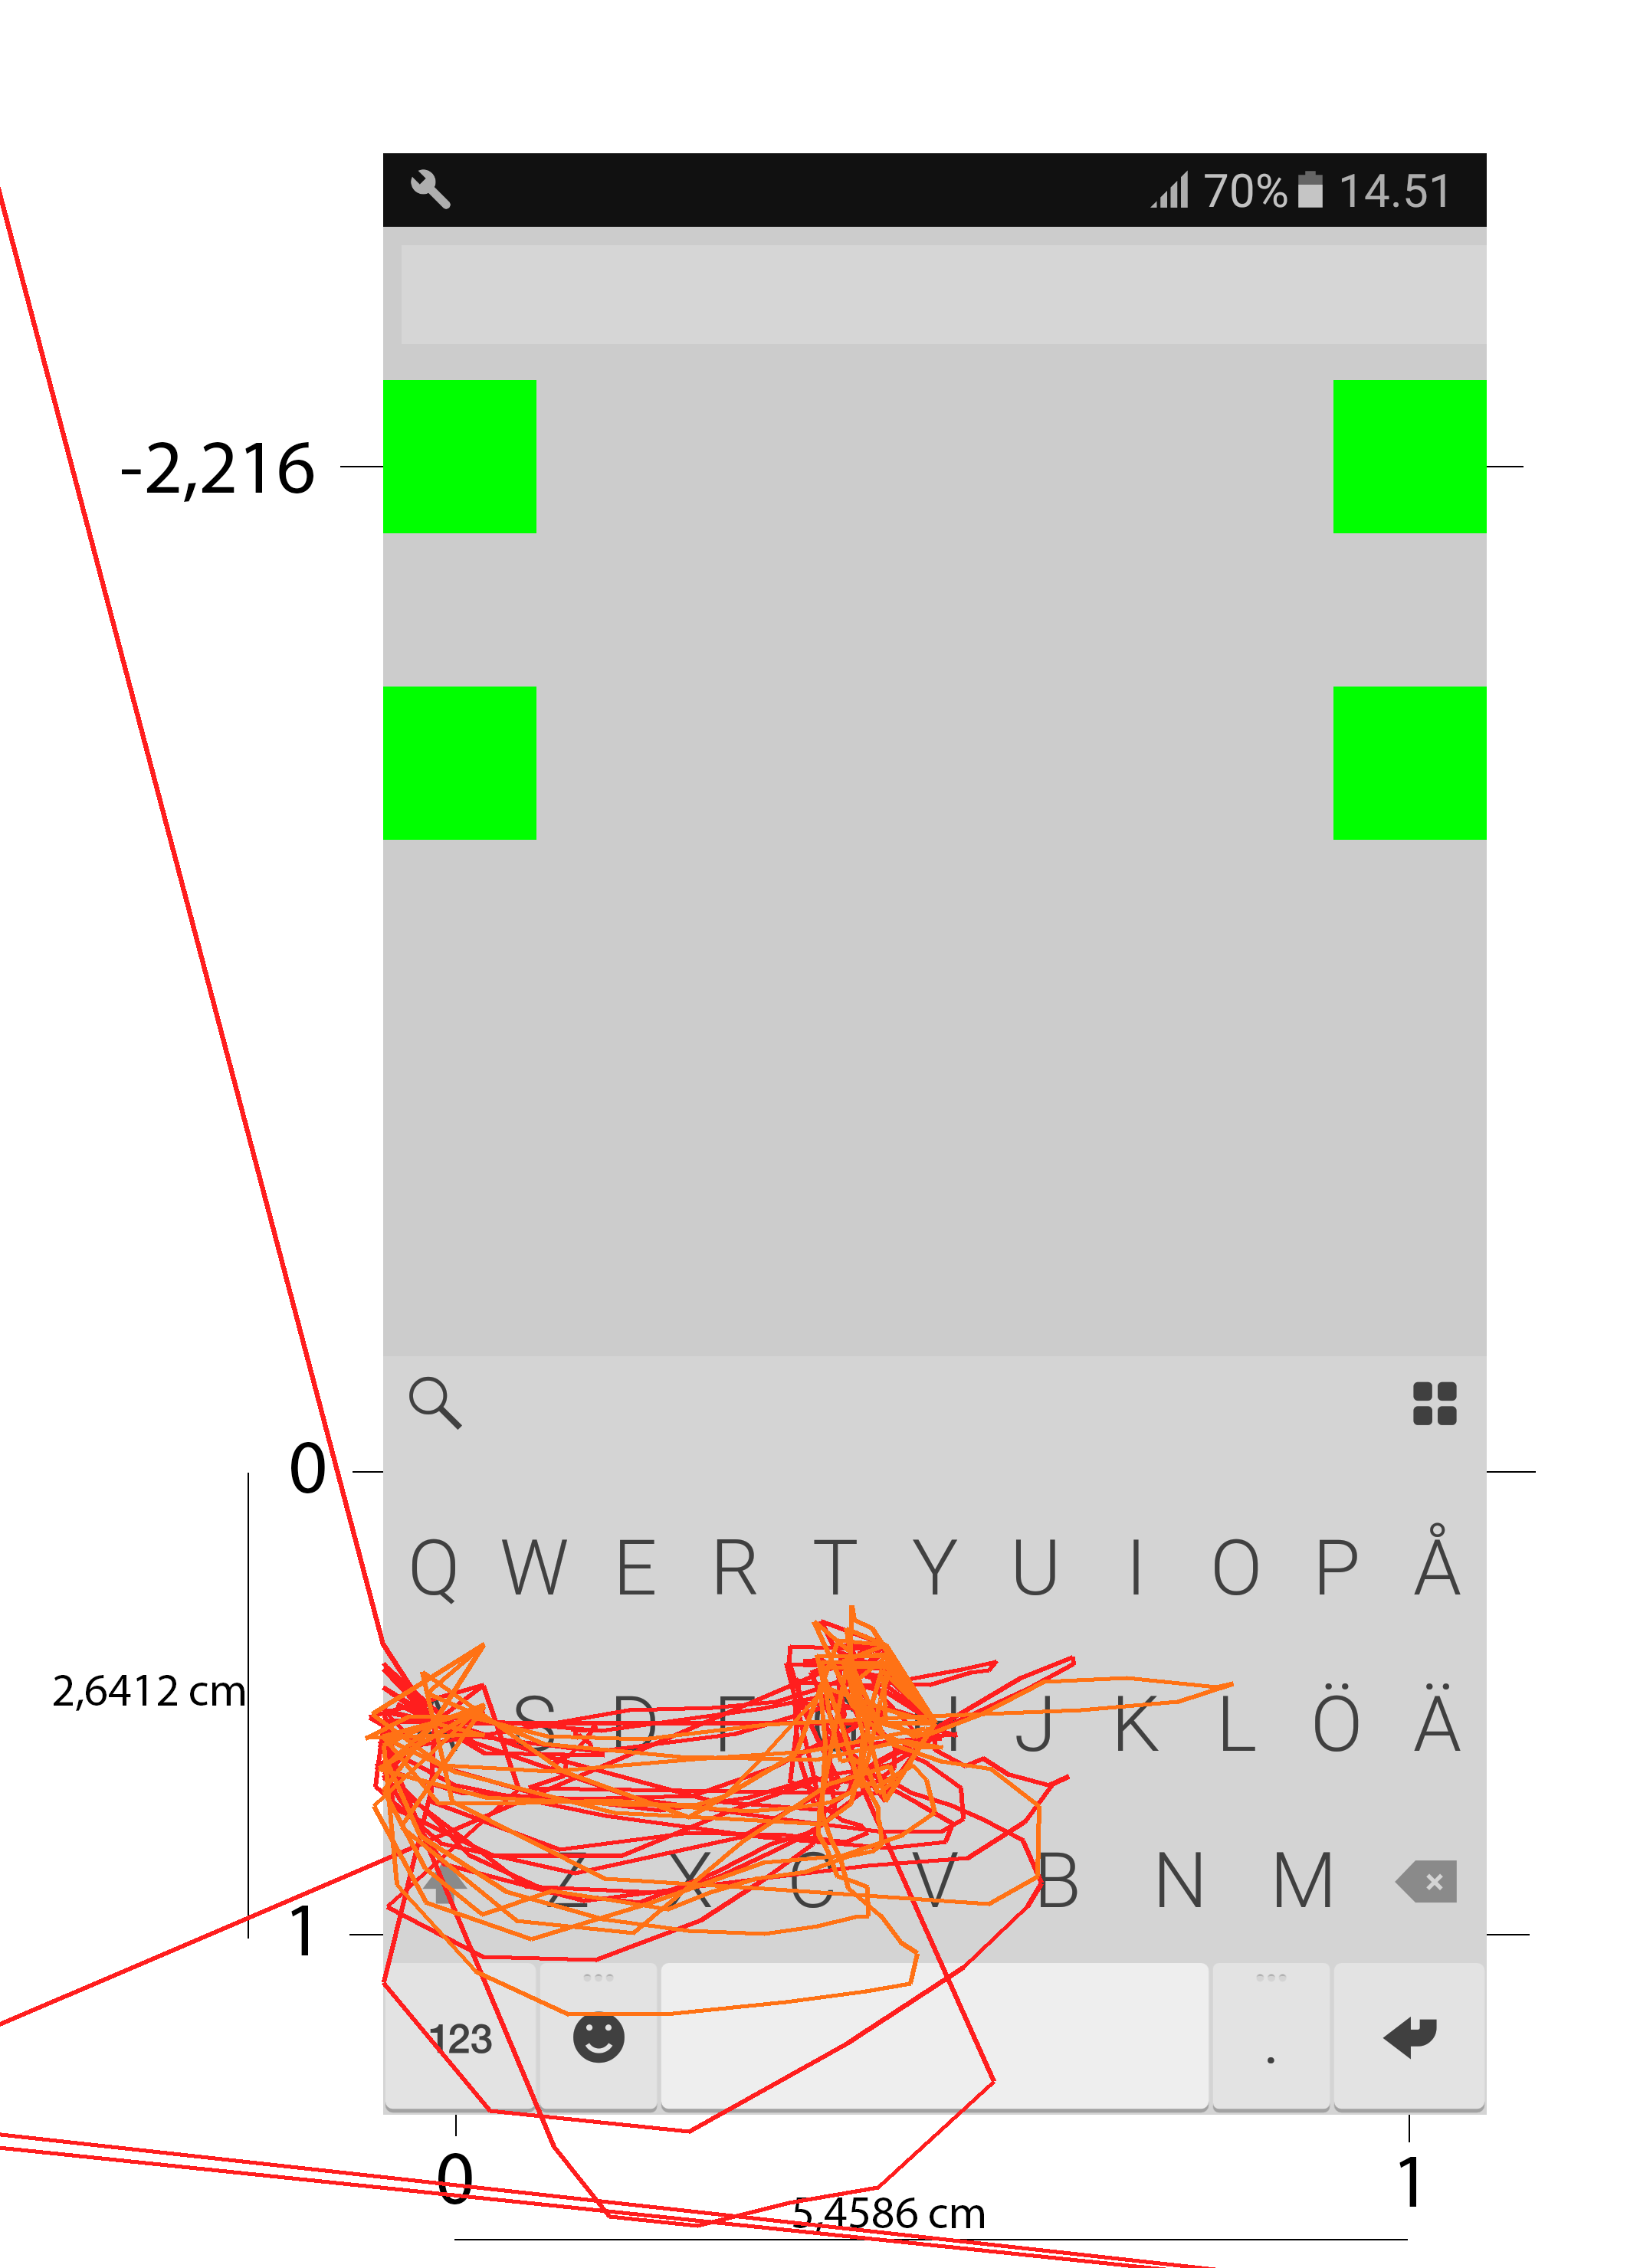 70% 14.51
-2,216
0
Q W E R T Y U I O P Å
2,6412 cm
A S D F G H J K L Ö Ä
Z X C V B N M
1
123 .
0 1
5,4586 cm